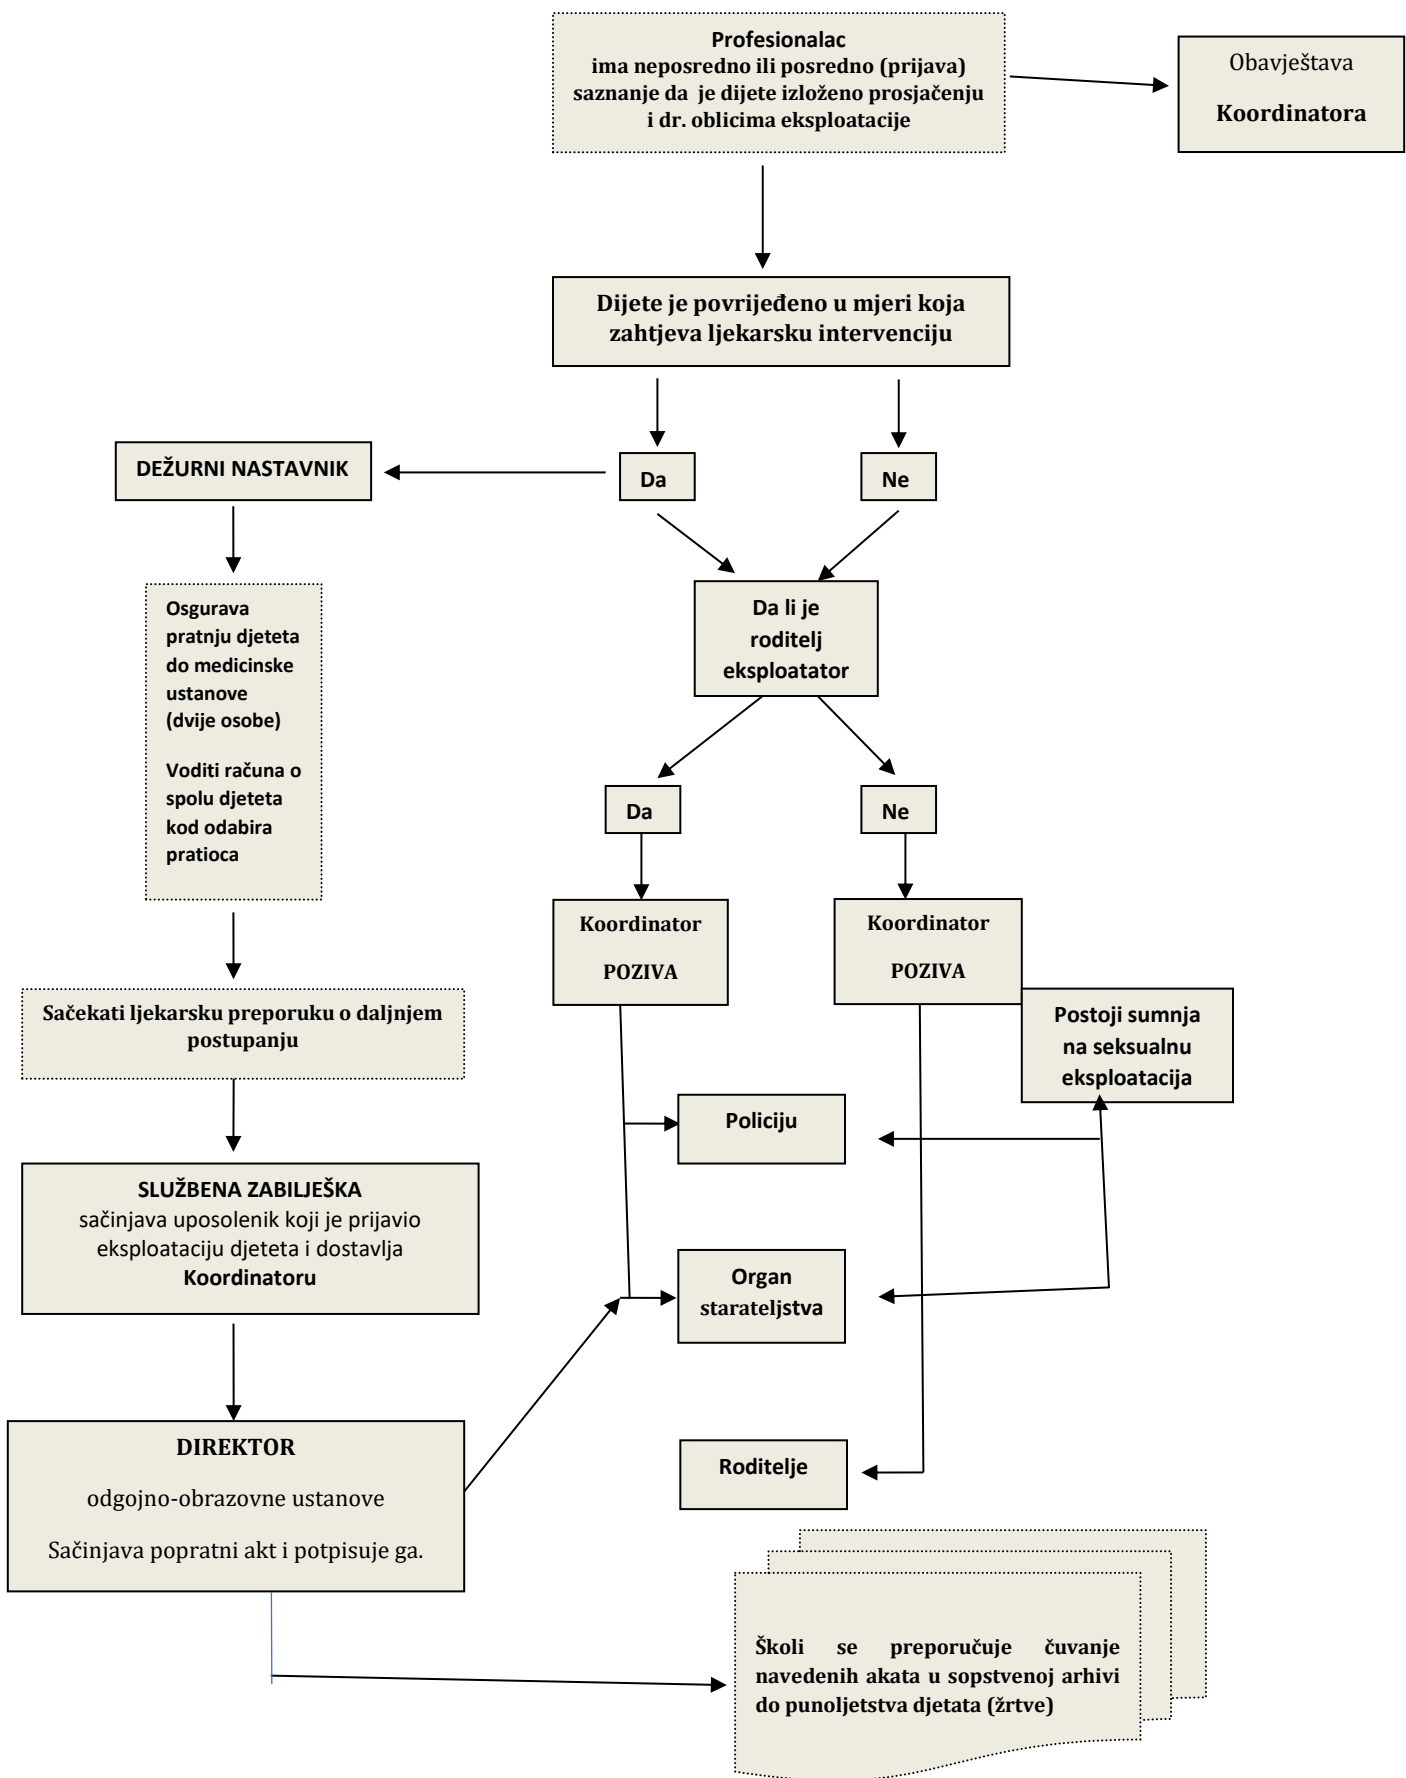 Profesionalac
ima neposredno ili posredno (prijava)
saznanje da je dijete izloženo prosjačenju
i dr. oblicima eksploatacije
Obavještava
Koordinatora
Dijete je povrijeđeno u mjeri koja
zahtjeva ljekarsku intervenciju
DEŽURNI NASTAVNIK
Da
Ne
Osgurava
pratnju djeteta
do medicinske
ustanove
(dvije osobe)
Voditi računa o
spolu djeteta
kod odabira
pratioca
Da li je
roditelj
eksploatator
Da
Ne
Koordinator
POZIVA
Koordinator
POZIVA
Sačekati ljekarsku preporuku o daljnjem
postupanju
Postoji sumnja
na seksualnu
eksploatacija
Policiju
SLUŽBENA ZABILJEŠKA
sačinjava uposolenik koji je prijavio
eksploataciju djeteta i dostavlja
Koordinatoru
Organ
starateljstva
DIREKTOR
odgojno-obrazovne ustanove
Sačinjava popratni akt i potpisuje ga.
Roditelje
Školi se preporučuje čuvanje
navedenih akata u sopstvenoj arhivi
do punoljetstva djetata (žrtve)